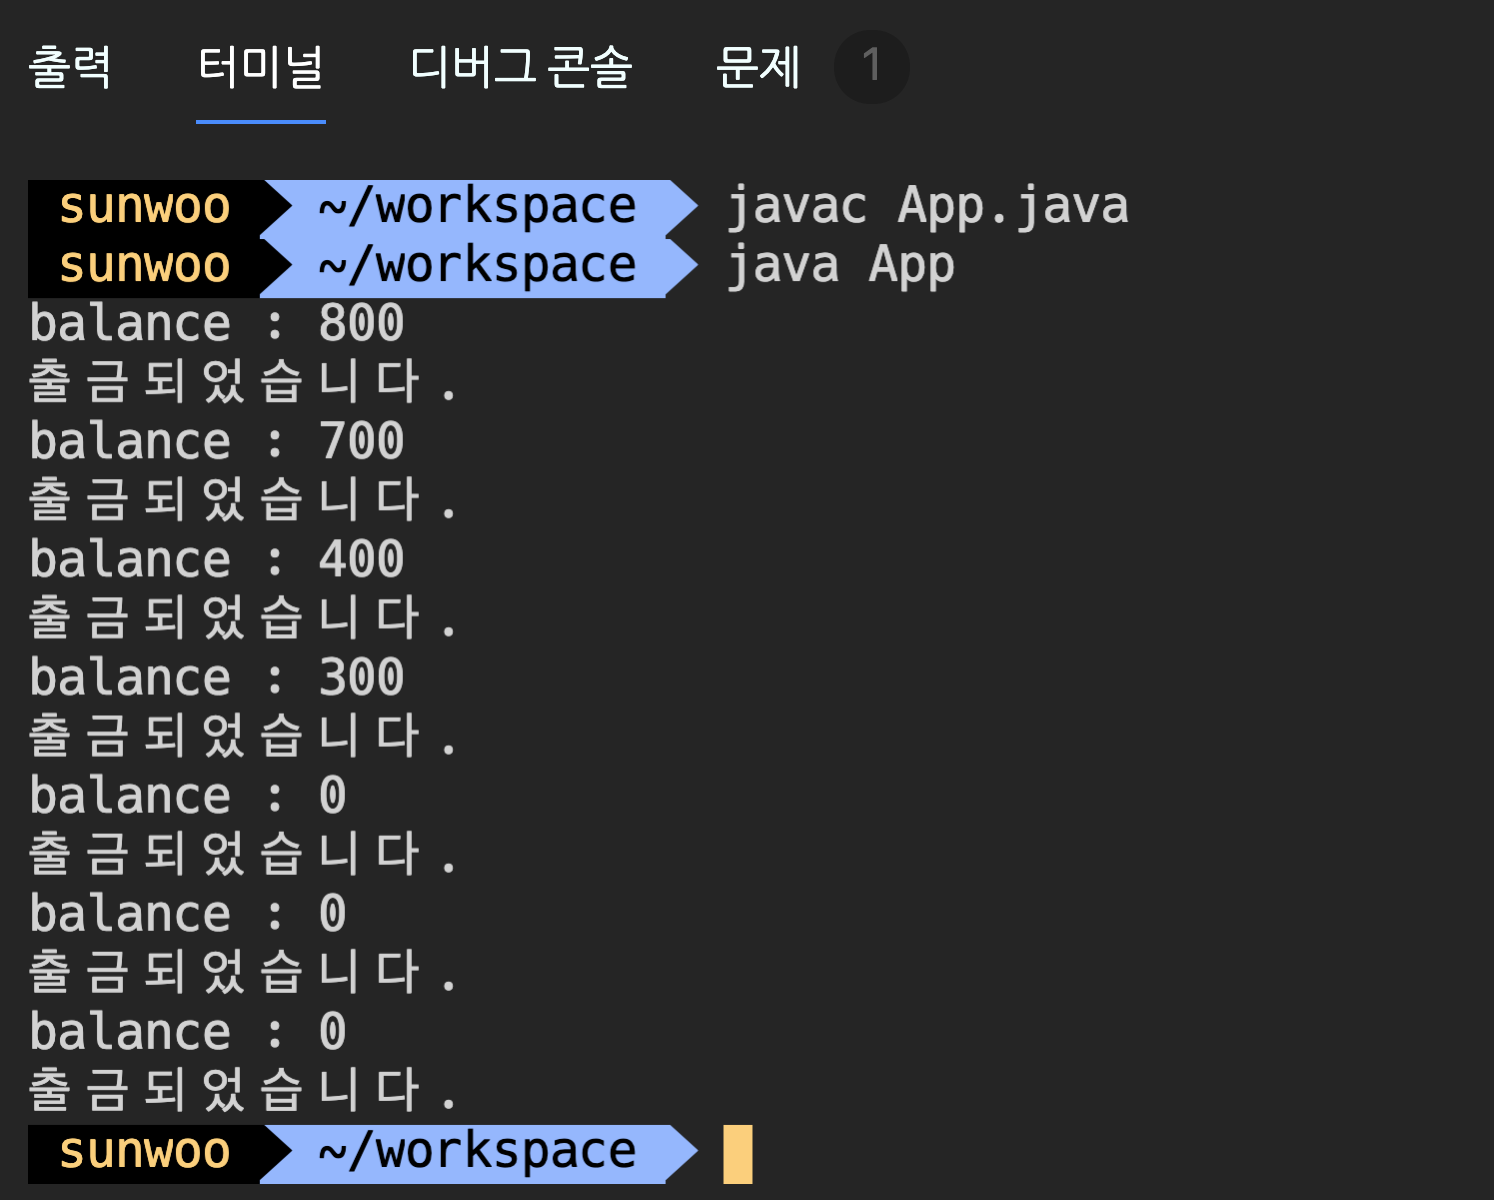 출력 터미널 디버그 콘솔 문제 1
sunwoo ~/workspace javac App.java
sunwoo ~/workspace java App
balance : 800
출금되었습니다.
balance : 700
출금되었습니다.
balance : 400
출금되었습니다.
balance : 300
출금되었습니다.
balance : 0
출금되었습니다.
balance : 0
출금되었습니다.
balance : 0
출금되었습니다.
sunwoo ~/workspace